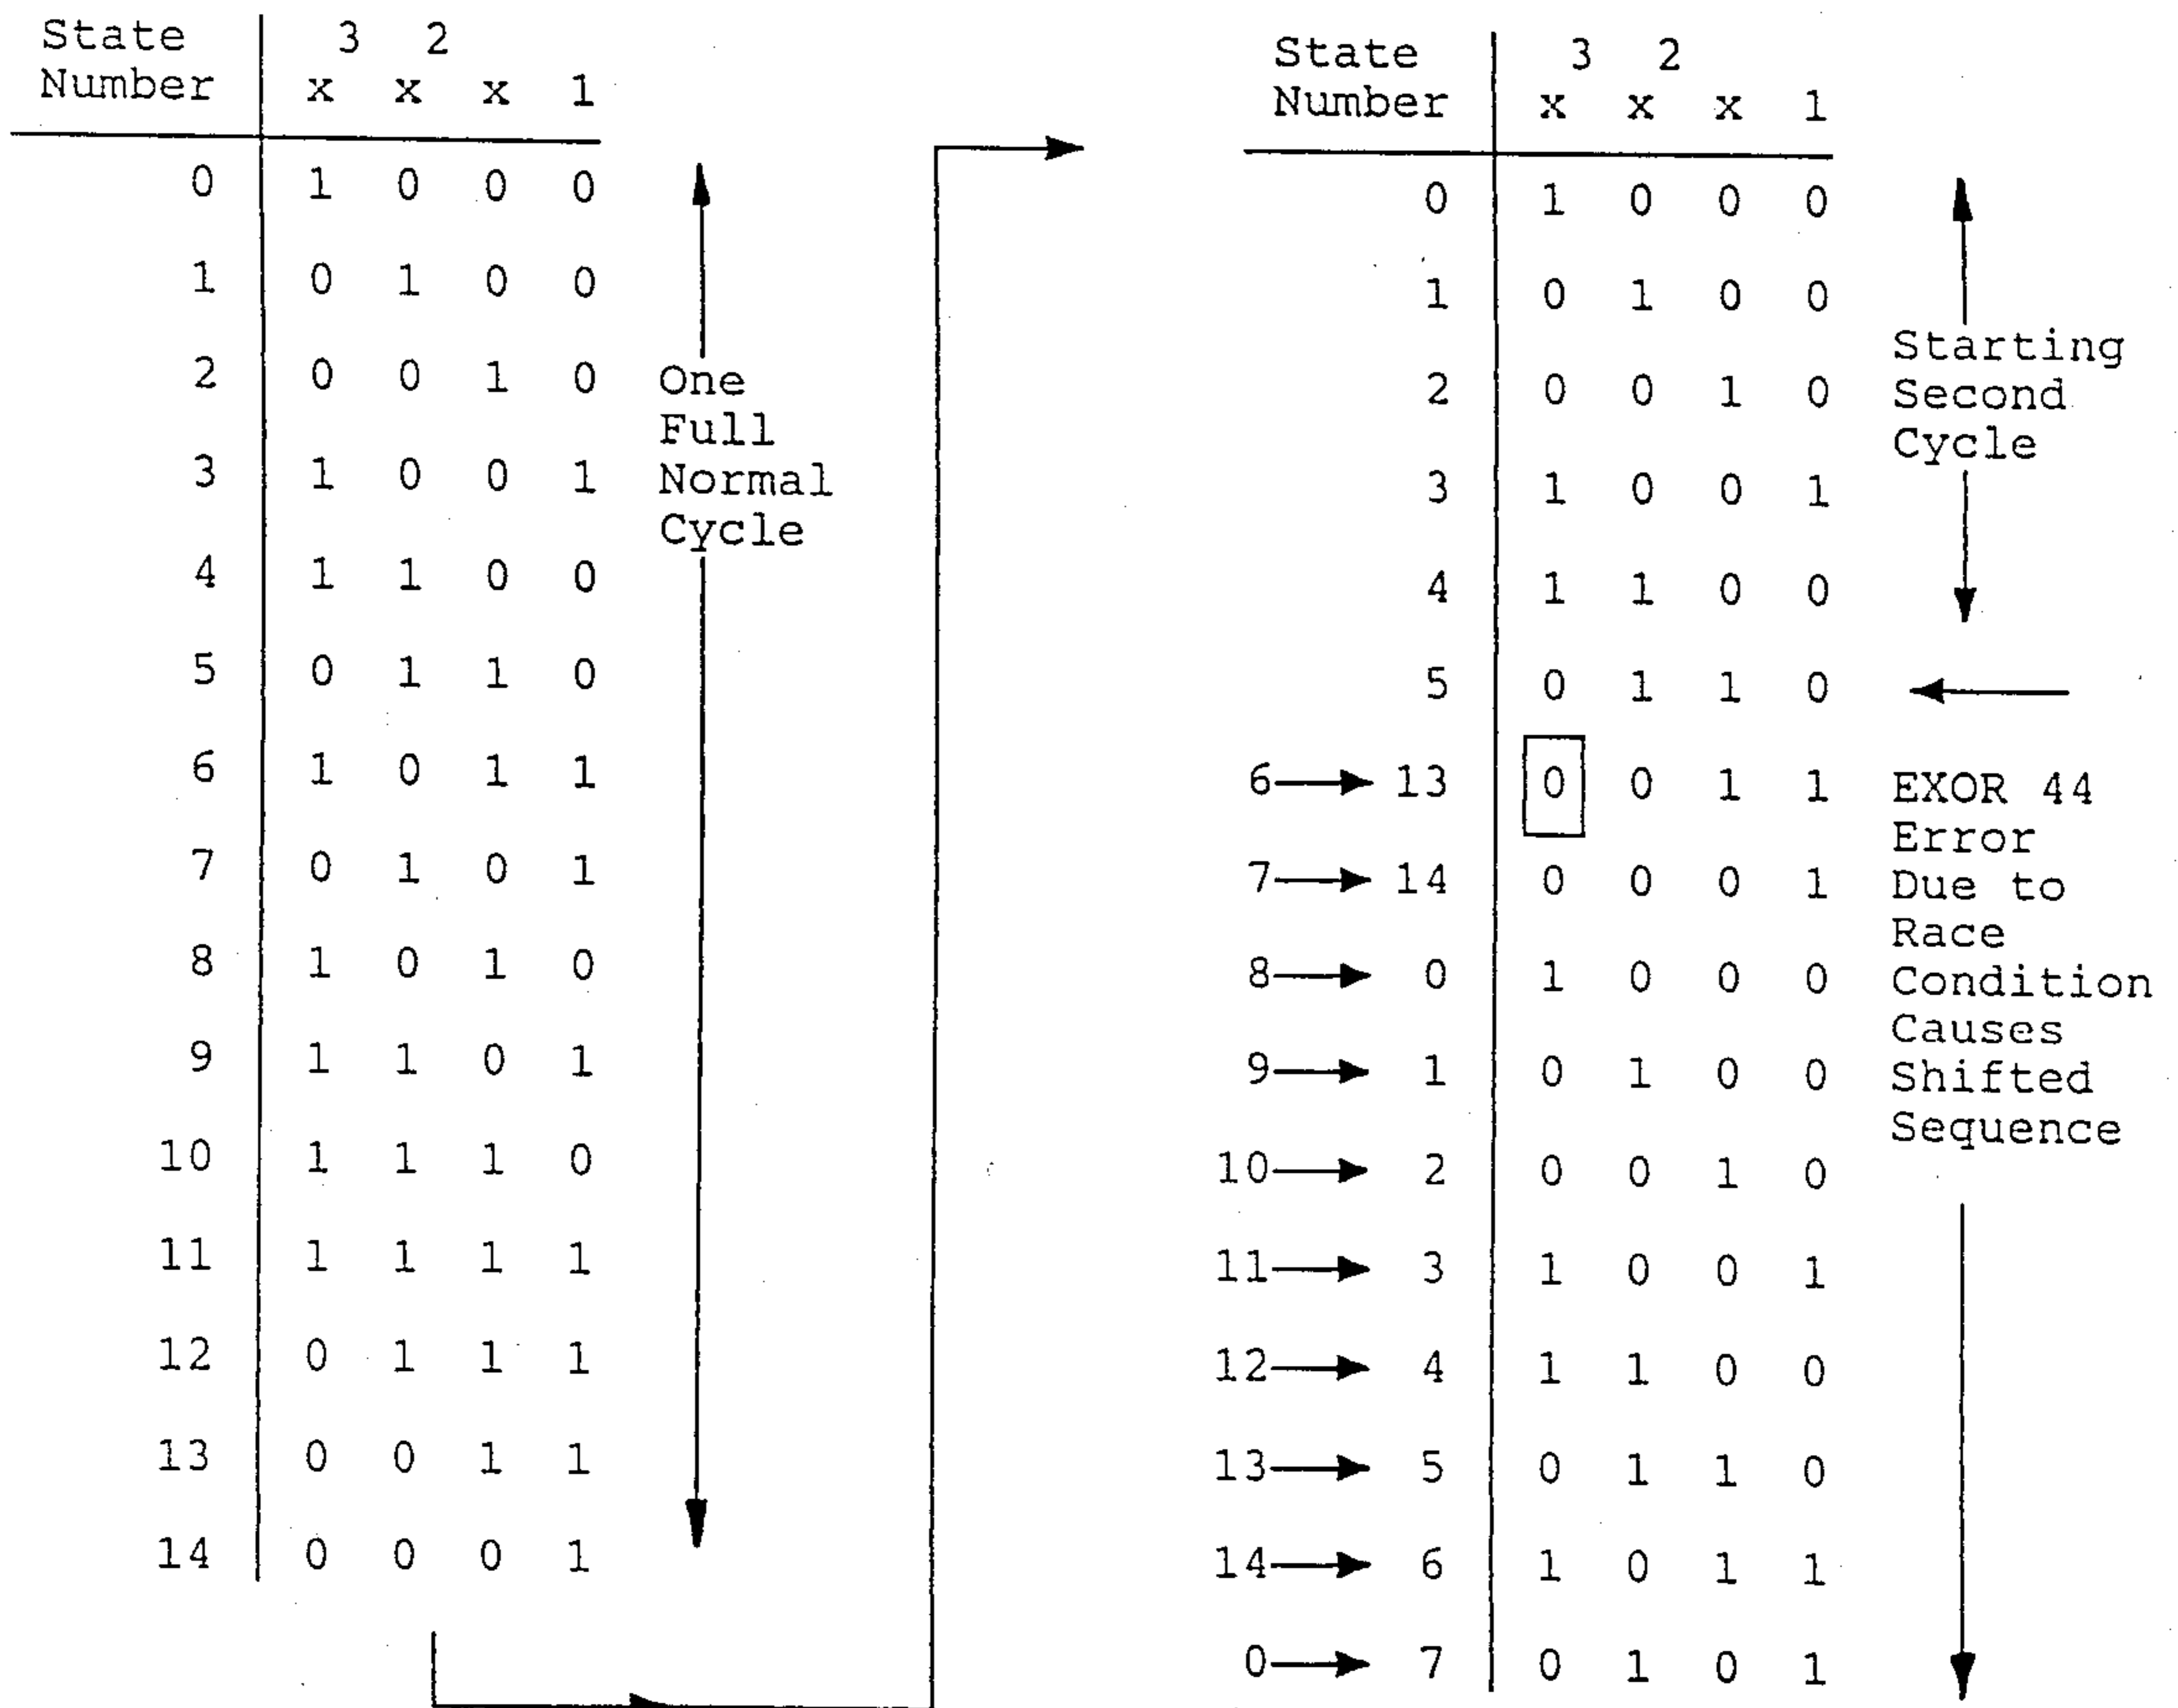 State 3 2
Number x x x 1
0 1 0 0 0
1 0 1 0 0
2 0 0 1 0
3 1 0 0 1
4 1 1 0 0
5 0 1 1 0
6 1 0 1 1
7 0 1 0 1
8 1 0 1 0
9 1 1 0 1
10 1 1 1 0
11 1 1 1 1
12 0 1 1 1
13 0 0 1 1
14 0 0 0 1
One
Full
Normal
Cycle
State 3 2
Number x x x 1
0 1 0 0 0
1 0 1 0 0
2 0 0 1 0
3 1 0 0 1
4 1 1 0 0
5 0 1 1 0
6 → 13 0 0 1 1
7 → 14 0 0 0 1
8 → 0 1 0 0 0
9 → 1 0 1 0 0
10 → 2 0 0 1 0
11 → 3 1 0 0 1
12 → 4 1 1 0 0
13 → 5 0 1 1 0
14 → 6 1 0 1 1
0 → 7 0 1 0 1
Starting
Second
Cycle
EXOR 44
Error
Due to
Race
Condition
Causes
Shifted
Sequence